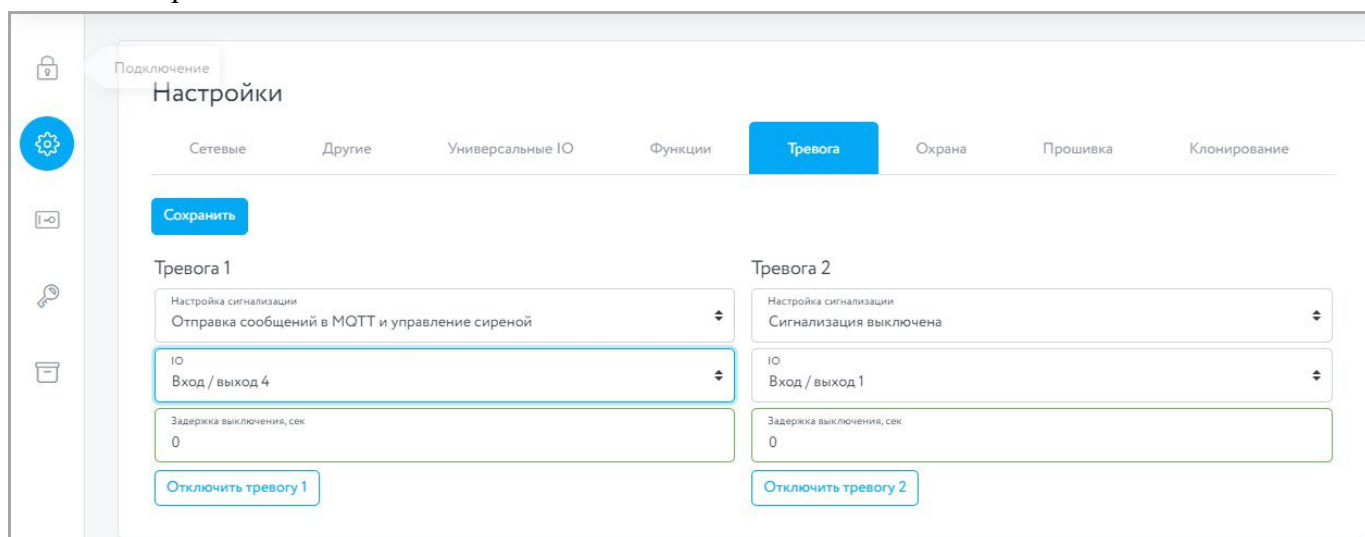 Подключение
Настройки
Сетевые Другие Универсальные IO Функции Тревога Охрана Прошивка Клонирование
Сохранить
Тревога 1 Тревога 2
Настройка сигнализации Настройка сигнализации
Отправка сообщений в MQTT и управление сиреной Сигнализация выключена
IO IO
Вход / выход 4 Вход / выход 1
Задержка выключения, сек Задержка выключения, сек
0 0
Отключить тревогу 1 Отключить тревогу 2